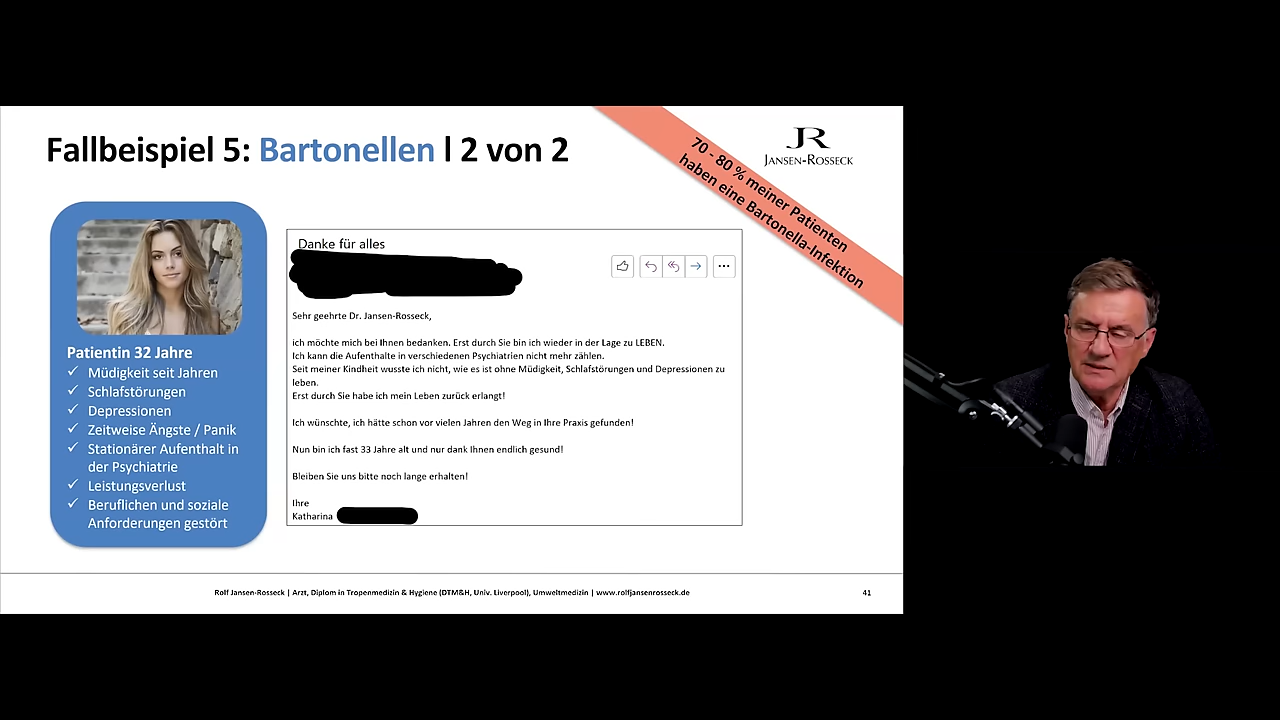 Fallbeispiel 5: Bartonellen l 2 von 2
70 - 80 % meiner Patienten
haben eine Bartonella-Infektion
JR
JANSEN-ROSSECK
Patientin 32 Jahre
✓ Müdigkeit seit Jahren
✓ Schlafstörungen
✓ Depressionen
✓ Zeitweise Ängste / Panik
✓ Stationärer Aufenthalt in
der Psychiatrie
✓ Leistungsverlust
✓ Beruflichen und soziale
Anforderungen gestört
Danke für alles
Sehr geehrte Dr. Jansen-Rosseck,
ich möchte mich bei Ihnen bedanken. Erst durch Sie bin ich wieder in der Lage zu LEBEN.
Ich kann die Aufenthalte in verschiedenen Psychiatrien nicht mehr zählen.
Seit meiner Kindheit wusste ich nicht, wie es ist ohne Müdigkeit, Schlafstörungen und Depressionen zu
leben.
Erst durch Sie habe ich mein Leben zurück erlangt!
Ich wünschte, ich hätte schon vor vielen Jahren den Weg in Ihre Praxis gefunden!
Nun bin ich fast 33 Jahre alt und nur dank Ihnen endlich gesund!
Bleiben Sie uns bitte noch lange erhalten!
Ihre
Katharina
Rolf Jansen-Rosseck | Arzt, Diplom in Tropenmedizin & Hygiene (DTM&H, Univ. Liverpool), Umweltmedizin | www.rolfjansenrosseck.de
41